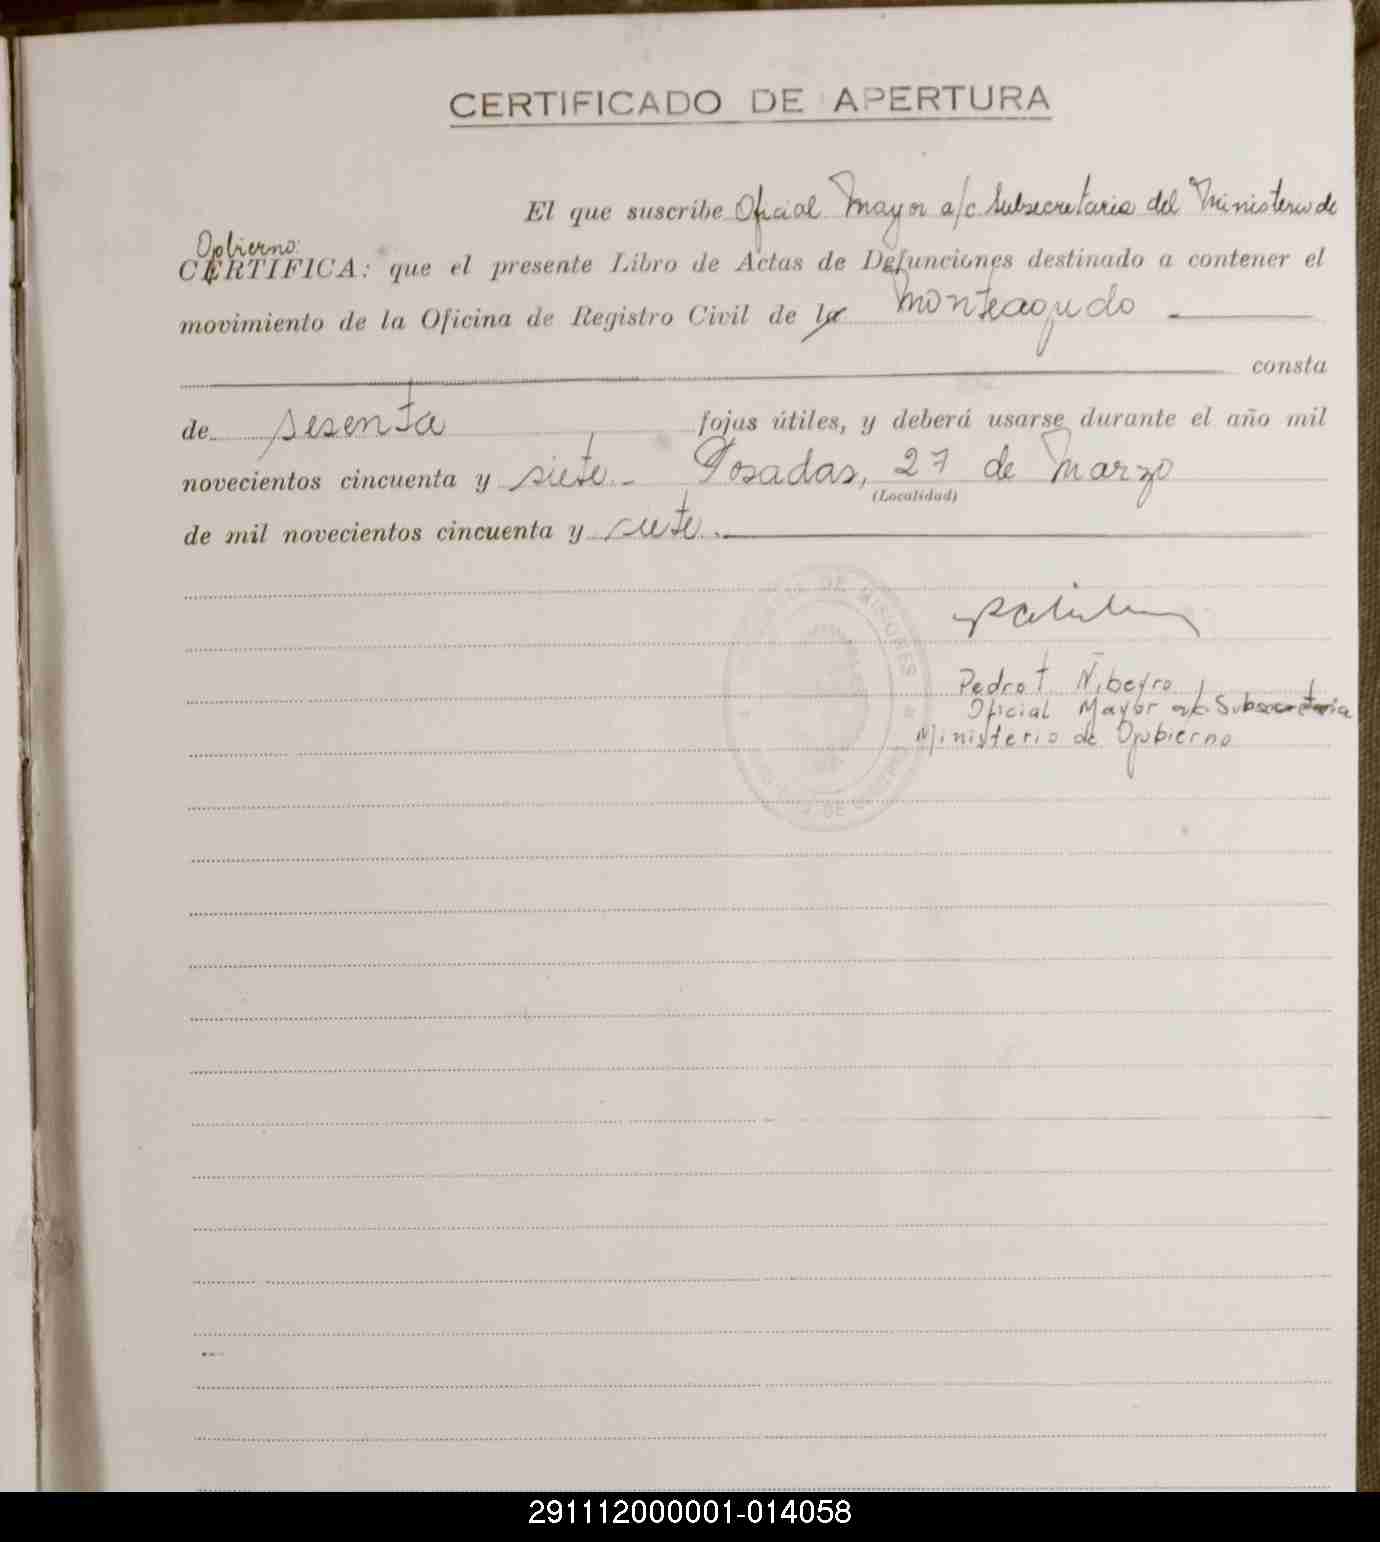 CERTIFICADO DE APERTURA
El que suscribe Oficial Mayor a/c Subsecretaria del Ministerio de
Gobierno:
CERTIFICA: que el presente Libro de Actas de Defunciones destinado a contener el
movimiento de la Oficina de Registro Civil de la Monteagudo
consta
de sesenta fojas útiles, y deberá usarse durante el año mil
novecientos cincuenta y siete.- Posadas, 27 de Marzo
(Localidad)
de mil novecientos cincuenta y siete.
DE MISIONES
Pedro
Oficial Mayor a/c Subsecretaria
Ministerio de Gobierno
291112000001-014058